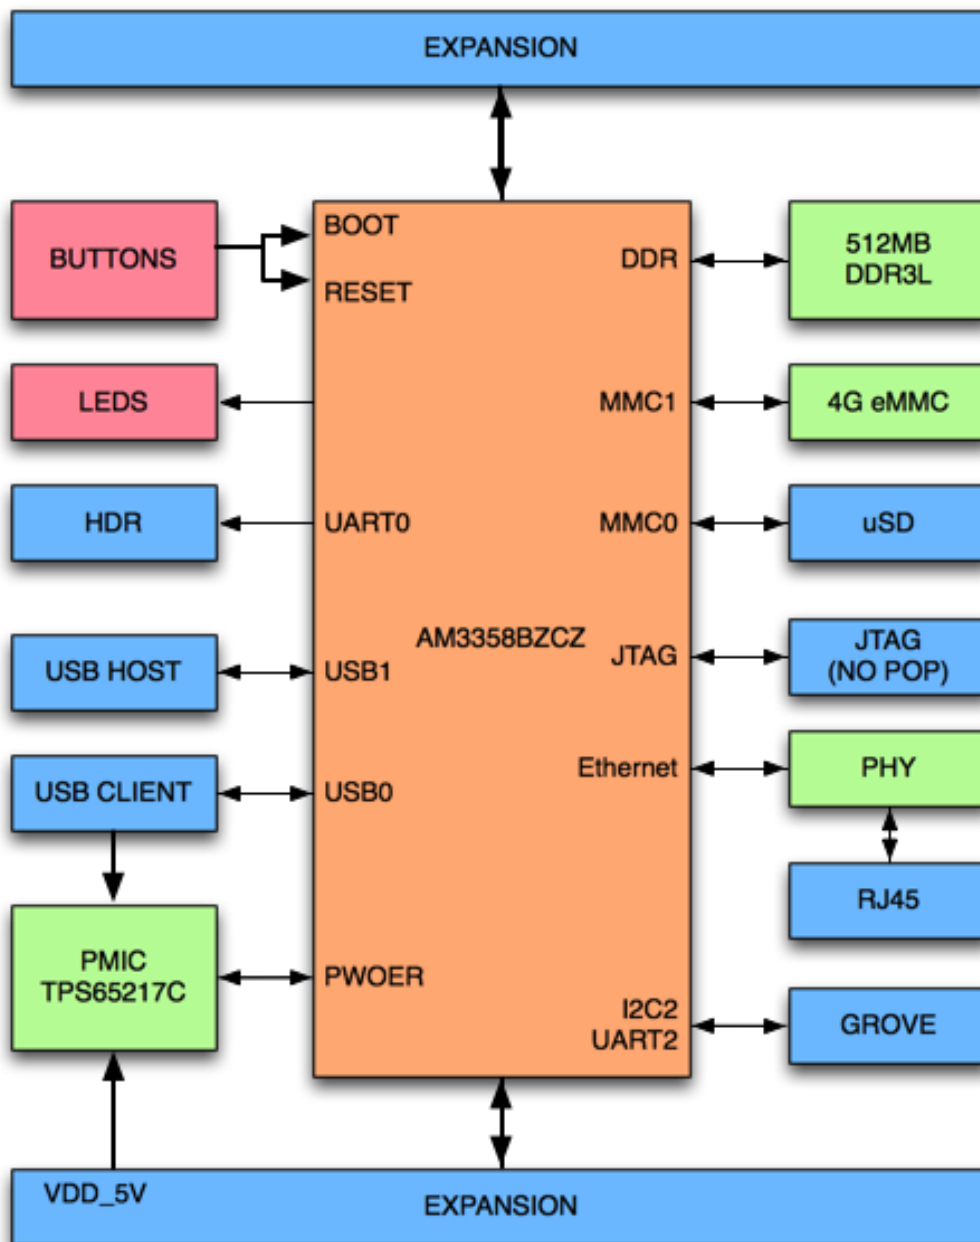 EXPANSION
BUTTONS
BOOT
RESET
DDR
512MB
DDR3L
LEDS
MMC1
4G eMMC
HDR
UART0
MMC0
uSD
AM3358BZCZ
USB HOST
USB1
JTAG
JTAG
(NO POP)
Ethernet
PHY
USB CLIENT
USB0
RJ45
PMIC
TPS65217C
PWOER
I2C2
UART2
GROVE
VDD_5V
EXPANSION